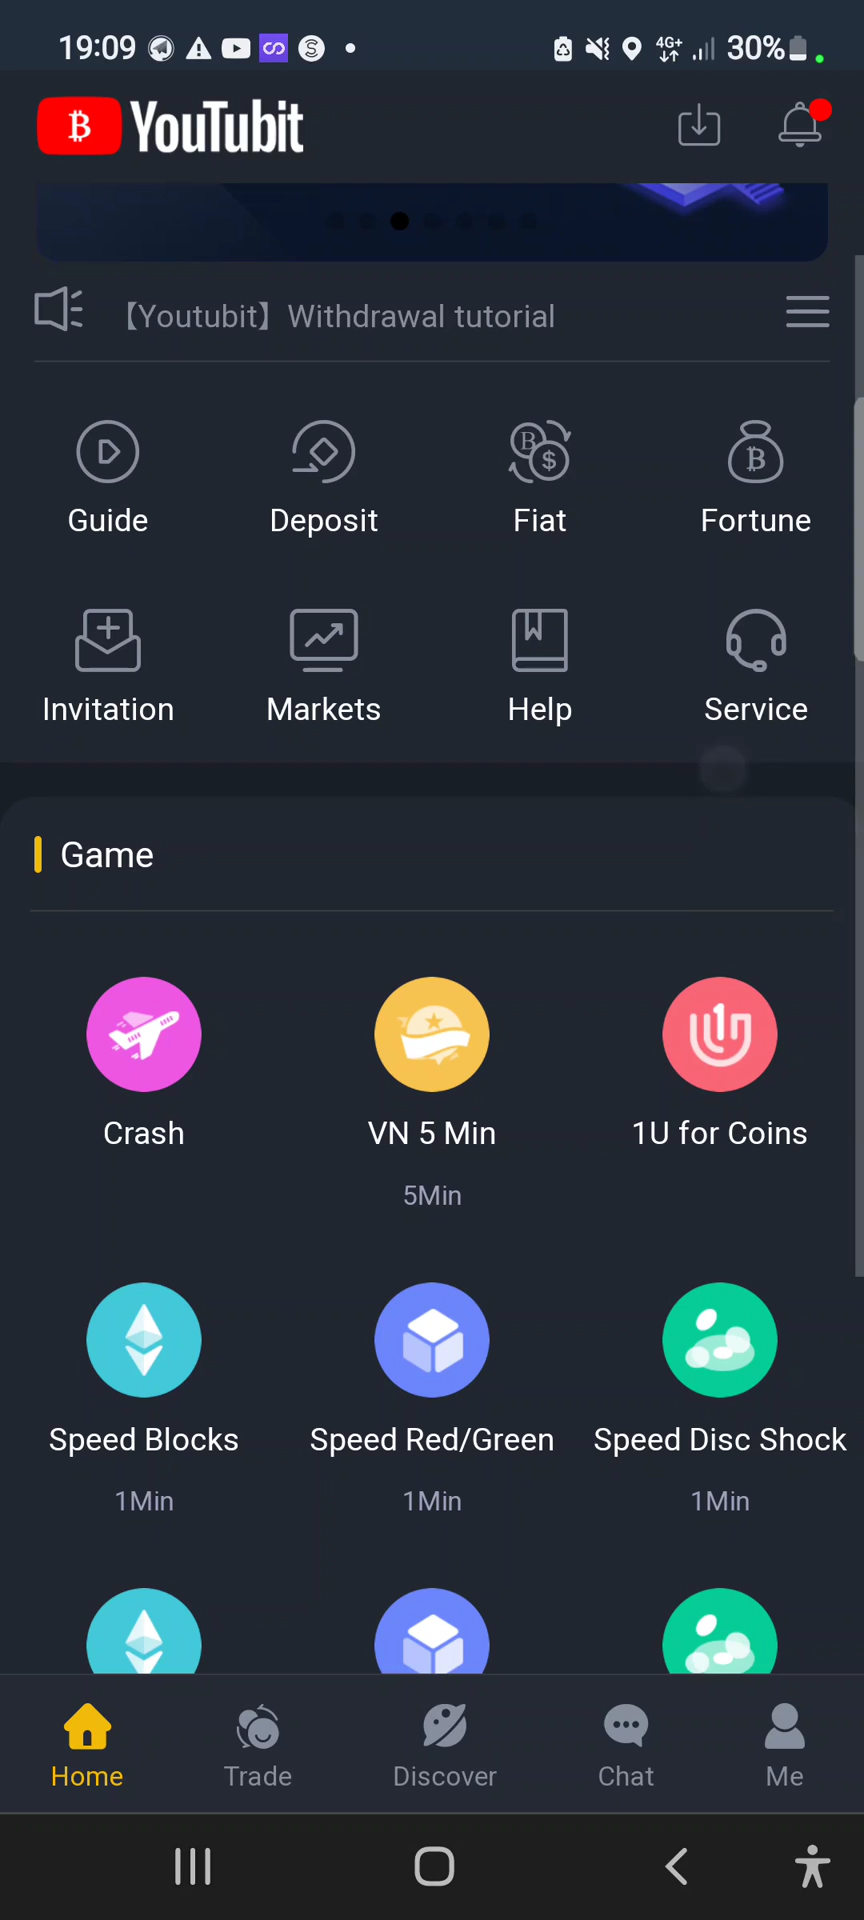 19:09 4G+ 30%
YouTubit
【Youtubit】 Withdrawal tutorial
Guide Deposit Fiat Fortune
Invitation Markets Help Service
Game
Crash VN 5 Min 1U for Coins
5Min
Speed Blocks Speed Red/Green Speed Disc Shock
1Min 1Min 1Min
Home Trade Discover Chat Me